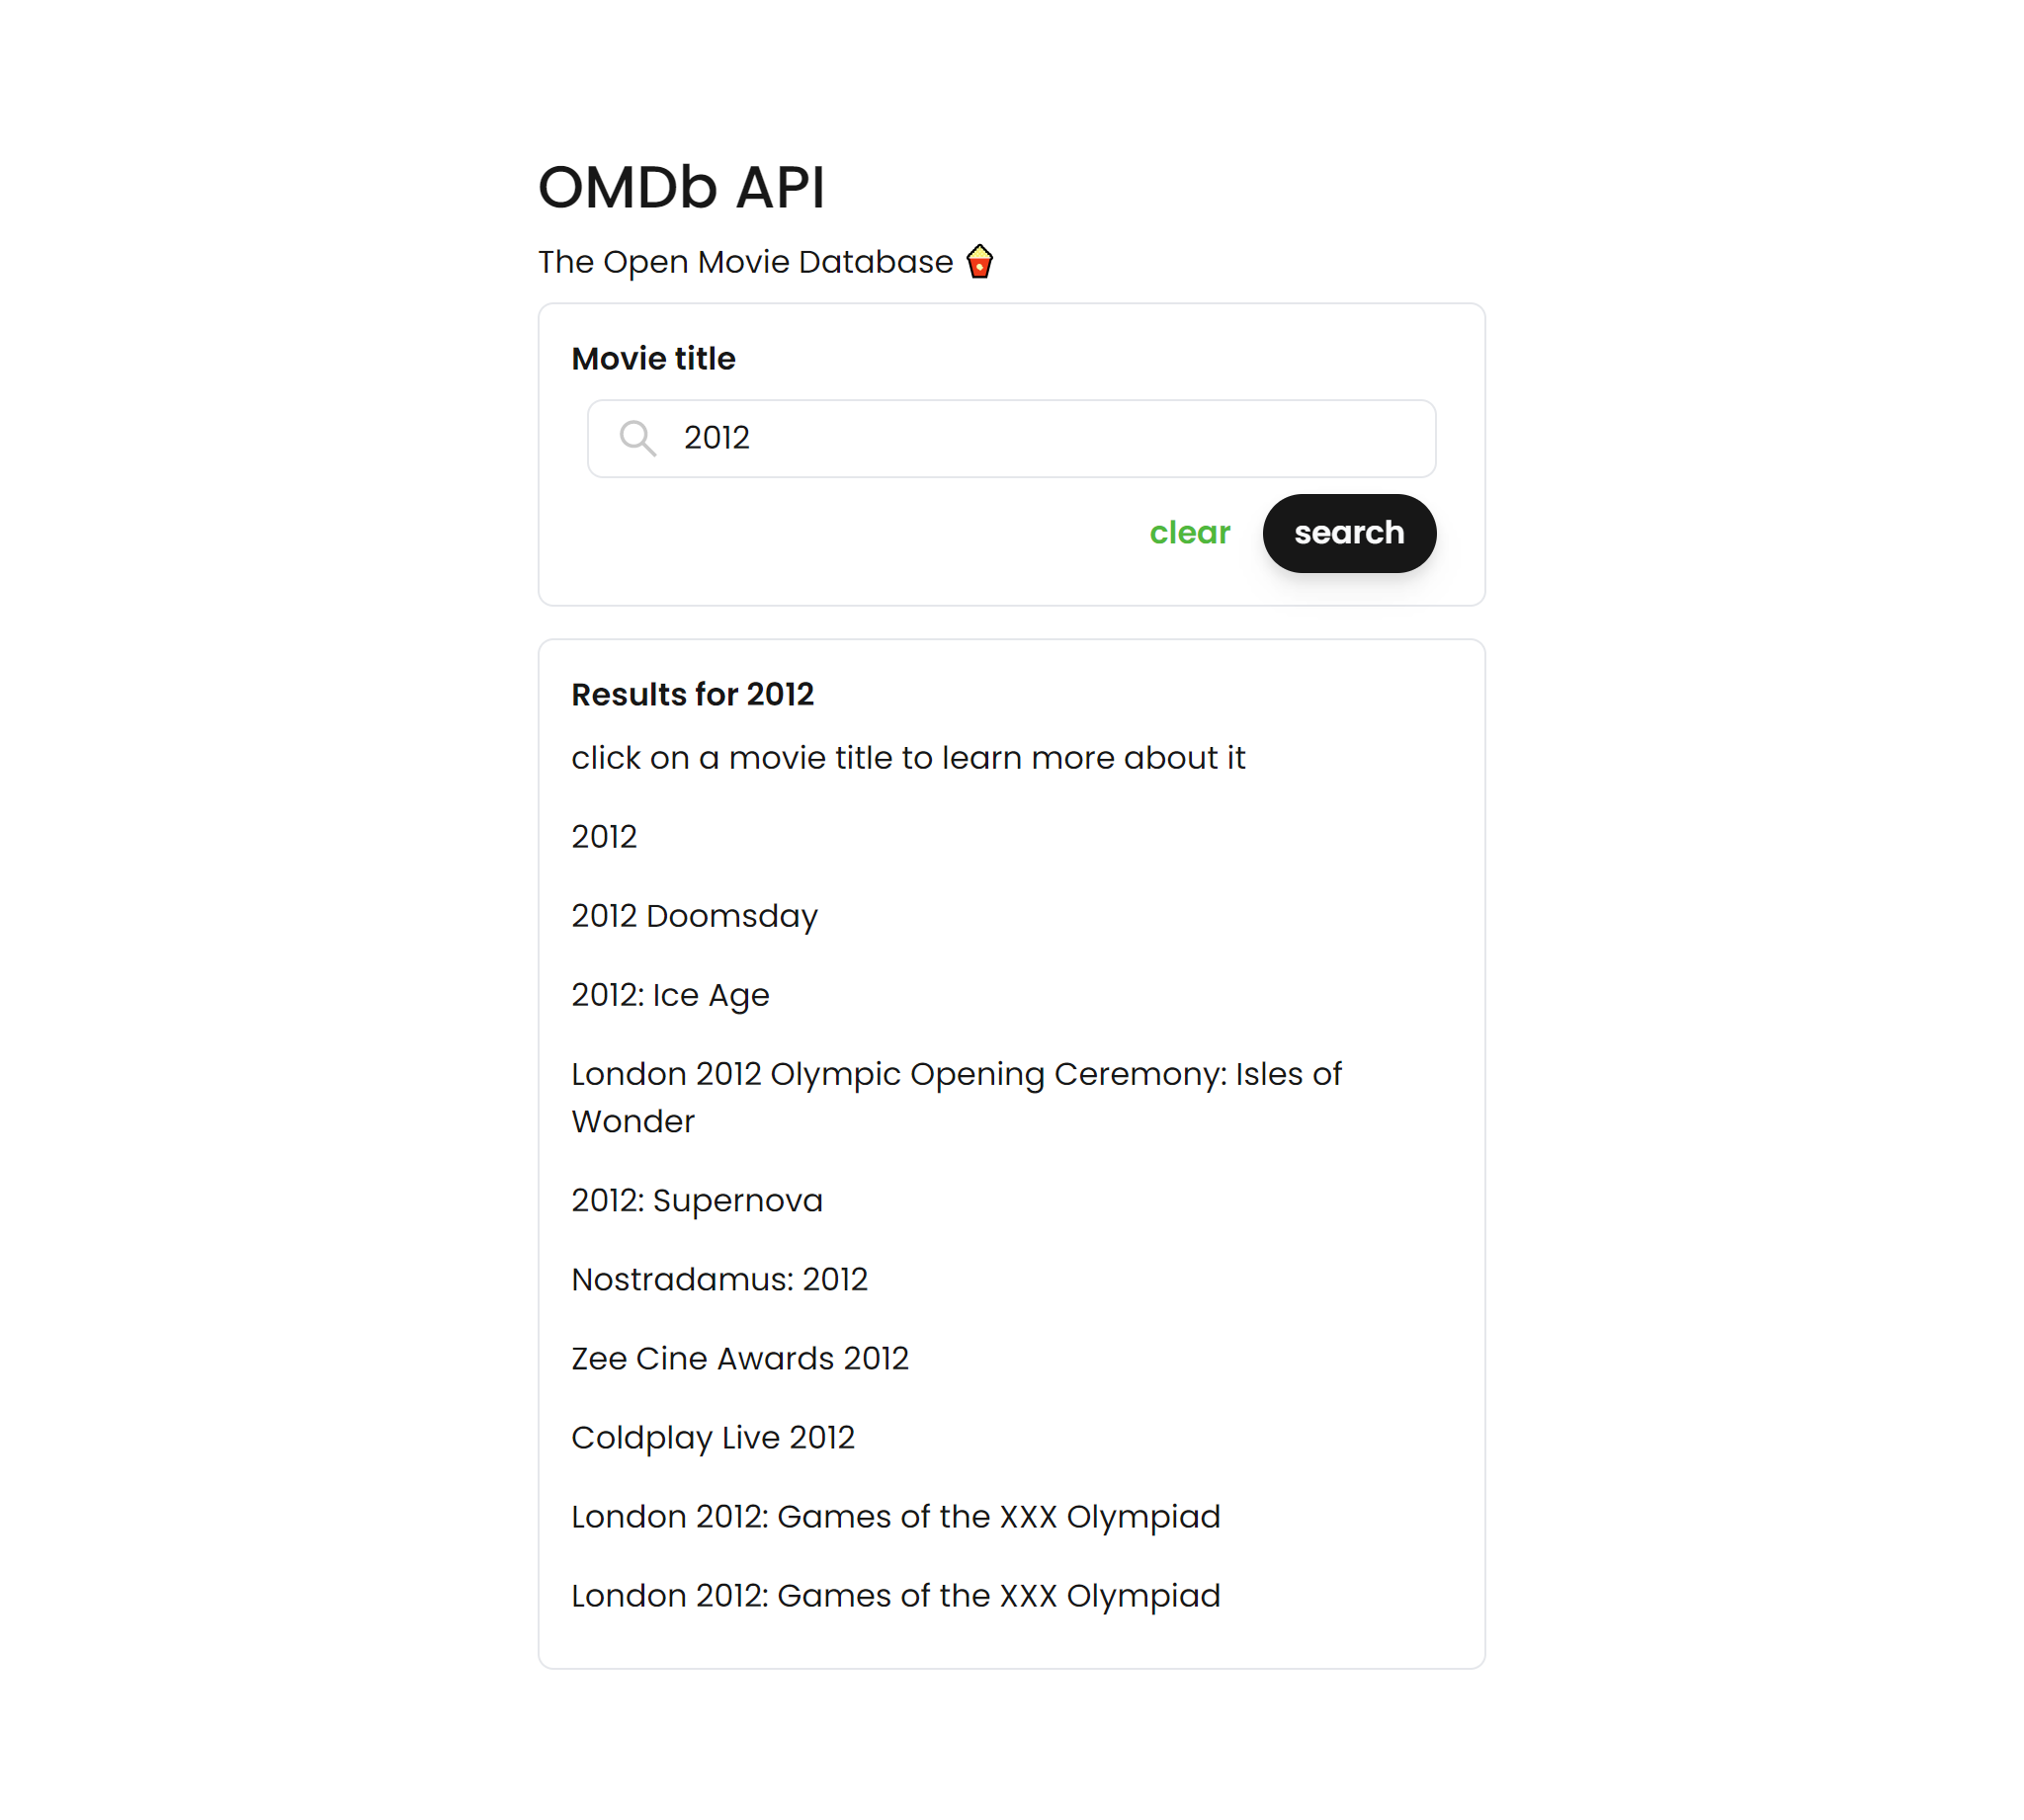 OMDb API
The Open Movie Database
Movie title
2012
clear search
Results for 2012
click on a movie title to learn more about it
2012
2012 Doomsday
2012: Ice Age
London 2012 Olympic Opening Ceremony: Isles of
Wonder
2012: Supernova
Nostradamus: 2012
Zee Cine Awards 2012
Coldplay Live 2012
London 2012: Games of the XXX Olympiad
London 2012: Games of the XXX Olympiad